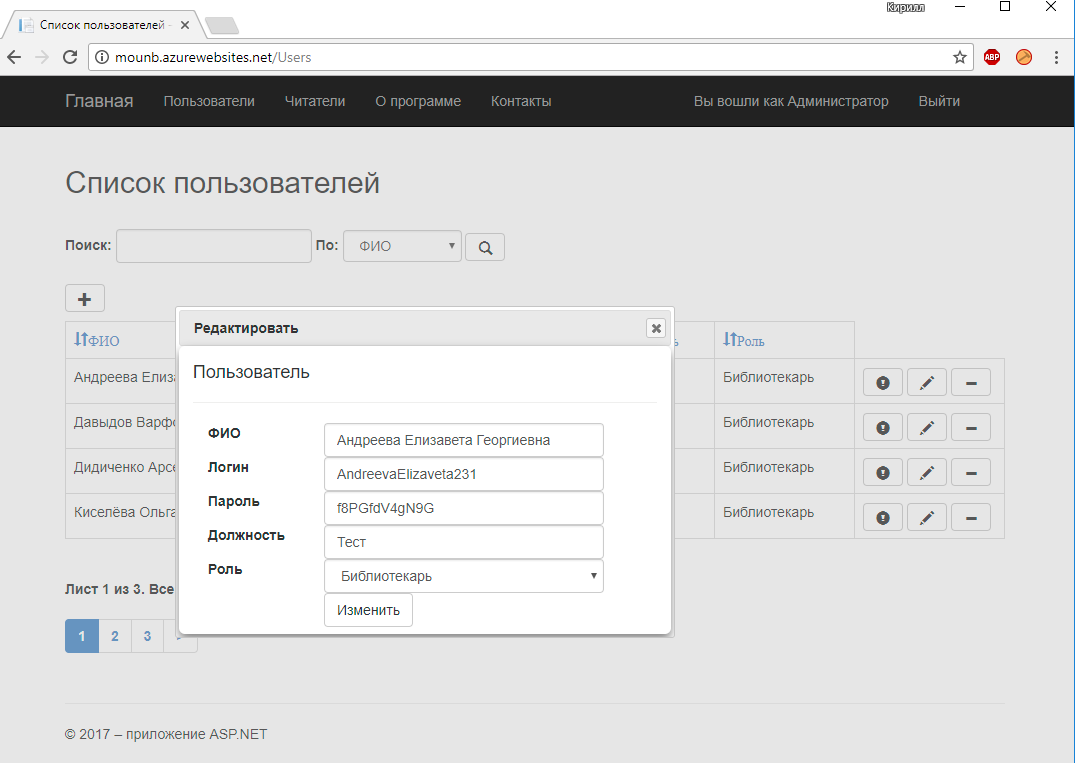 Кирилл
Список пользователей -
mounb.azurewebsites.net/Users
ABP
Главная Пользователи Читатели О программе Контакты Вы вошли как Администратор Выйти
Список пользователей
Поиск: По: ФИО
Редактировать
ФИО Роль
Пользователь
Андреева Елиза Библиотекарь
Давыдов Варфо Библиотекарь
Дидиченко Арсе Библиотекарь
Киселёва Ольга Библиотекарь
ФИО Андреева Елизавета Георгиевна
Логин AndreevaElizaveta231
Пароль f8PGfdV4gN9G
Должность Тест
Роль Библиотекарь
Изменить
Лист 1 из 3. Все
1 2 3
© 2017 – приложение ASP.NET